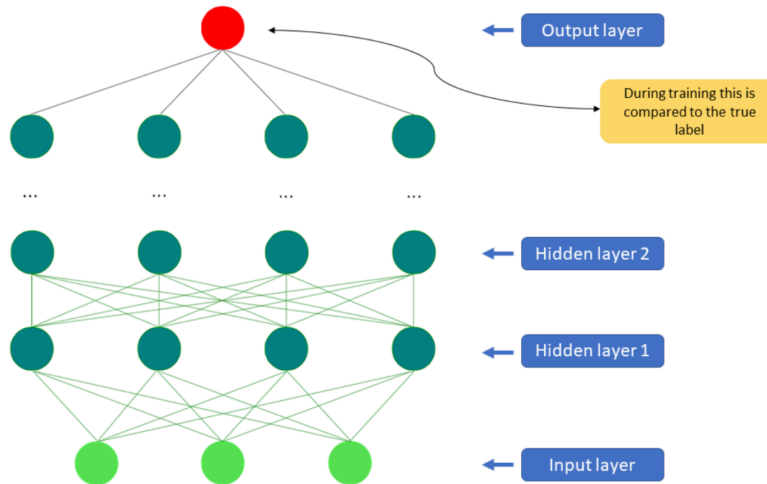 Output layer
During training this is
compared to the true
label
... ... ... ...
Hidden layer 2
Hidden layer 1
Input layer